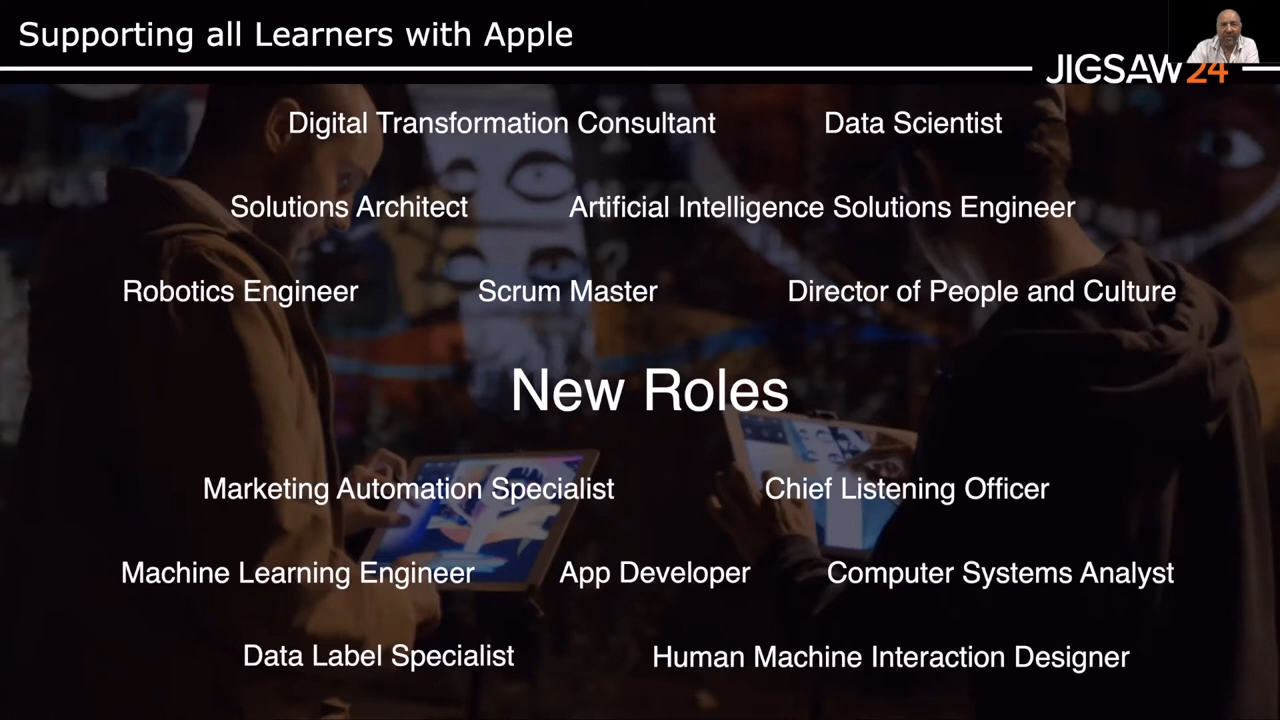 Supporting all Learners with Apple
JIGSAW24
Digital Transformation Consultant Data Scientist
Solutions Architect Artificial Intelligence Solutions Engineer
Robotics Engineer Scrum Master Director of People and Culture
New Roles
Marketing Automation Specialist Chief Listening Officer
Machine Learning Engineer App Developer Computer Systems Analyst
Data Label Specialist Human Machine Interaction Designer